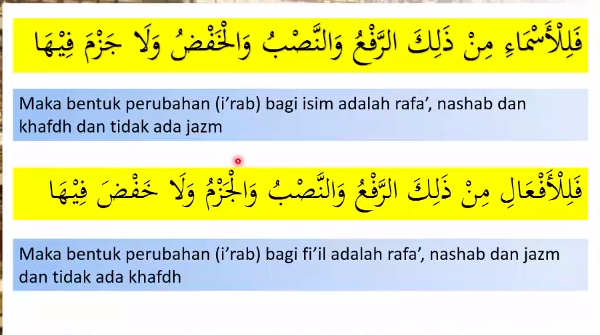 فَلِلْأَسْمَاءِ مِنْ ذَلِكَ الرَّفْعُ وَالنَّصْبُ وَالْخَفْضُ وَلَا جَزْمَ فِيْهَا
Maka bentuk perubahan (i’rab) bagi isim adalah rafa’, nashab dan
khafdh dan tidak ada jazm
فَلِلْأَفْعَالِ مِنْ ذَلِكَ الرَّفْعُ وَالنَّصْبُ وَالْجَزْمُ وَلَا خَفْضَ فِيْهَا
Maka bentuk perubahan (i’rab) bagi fi’il adalah rafa’, nashab dan jazm
dan tidak ada khafdh